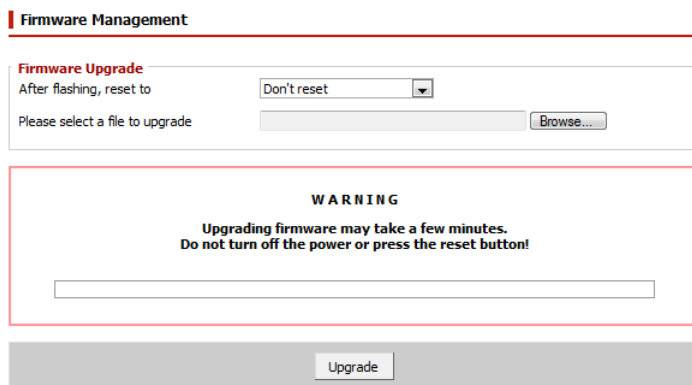 Firmware Management
Firmware Upgrade
After flashing, reset to Don't reset
Please select a file to upgrade Browse...
W A R N I N G
Upgrading firmware may take a few minutes.
Do not turn off the power or press the reset button!
Upgrade